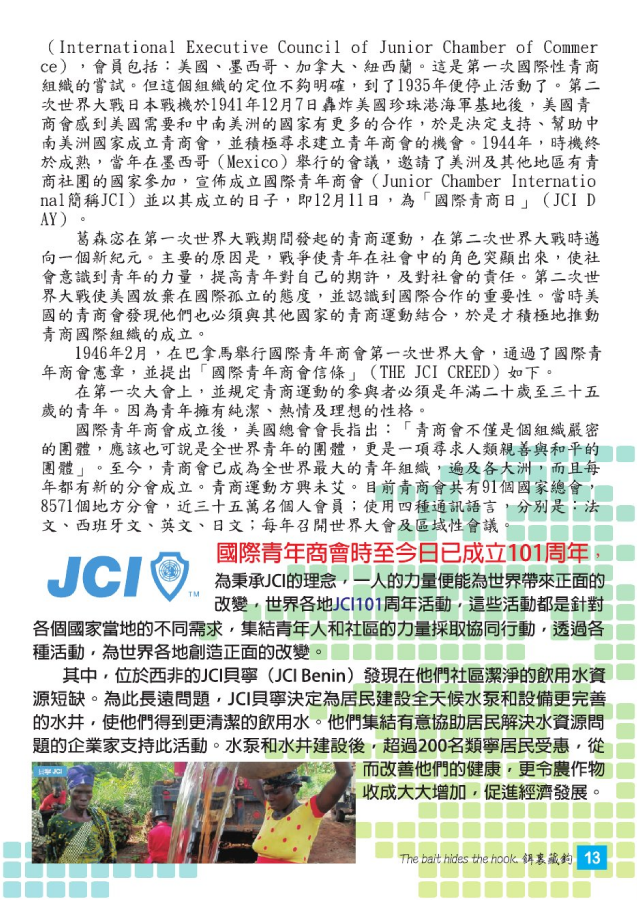 （International Executive Council of Junior Chamber of Commer
ce），會員包括：美國、墨西哥、加拿大、紐西蘭。這是第一次國際性青商
組織的嘗試。但這個組織的定位不夠明確，到了1935年便停止活動了。第二
次世界大戰日本戰機於1941年12月7日轟炸美國珍珠港海軍基地後，美國青
商會感到美國需要和中南美洲的國家有更多的合作，於是決定支持、幫助中
南美洲國家成立青商會，並積極尋求建立青年商會的機會。1944年，時機終
於成熟，當年在墨西哥（Mexico）舉行的會議，邀請了美洲及其他地區有青
商社團的國家參加，宣佈成立國際青年商會（Junior Chamber Internatio
nal簡稱JCI）並以其成立的日子，即12月11日，為「國際青商日」（JCI D
AY）。
葛森宓在第一次世界大戰期間發起的青商運動，在第二次世界大戰時邁
向一個新紀元。主要的原因是，戰爭使青年在社會中的角色突顯出來，使社
會意識到青年的力量，提高青年對自己的期許，及對社會的責任。第二次世
界大戰使美國放棄在國際孤立的態度，並認識到國際合作的重要性。當時美
國的青商會發現他們也必須與其他國家的青商運動結合，於是才積極地推動
青商國際組織的成立。
1946年2月，在巴拿馬舉行國際青年商會第一次世界大會，通過了國際青
年商會憲章，並提出「國際青年商會信條」（THE JCI CREED）如下。
在第一次大會上，並規定青商運動的參與者必須是年滿二十歲至三十五
歲的青年。因為青年擁有純潔、熱情及理想的性格。
國際青年商會成立後，美國總會會長指出：「青商會不僅是個組織嚴密
的團體，應該也可說是全世界青年的團體，更是一項尋求人類親善與和平的
團體」。至今，青商會已成為全世界最大的青年組織，遍及各大洲，而且每
年都有新的分會成立。青商運動方興未艾。目前青商會共有91個國家總會，
8571個地方分會，近三十五萬名個人會員；使用四種通訊語言，分別是：法
文、西班牙文、英文、日文；每年召開世界大會及區域性會議。
JCI TM
國際青年商會時至今日已成立101周年，
為秉承JCI的理念，一人的力量便能為世界帶來正面的
改變，世界各地JCI101周年活動，這些活動都是針對
各個國家當地的不同需求，集結青年人和社區的力量採取協同行動，透過各
種活動，為世界各地創造正面的改變。
其中，位於西非的JCI貝寧（JCI Benin）發現在他們社區潔淨的飲用水資
源短缺。為此長遠問題，JCI貝寧決定為居民建設全天候水泵和設備更完善
的水井，使他們得到更清潔的飲用水。他們集結有意協助居民解決水資源問
題的企業家支持此活動。水泵和水井建設後，超過200名類寧居民受惠，從
而改善他們的健康，更令農作物
收成大大增加，促進經濟發展。
貝寧 JCI
The bait hides the hook. 餌裏藏鉤 13